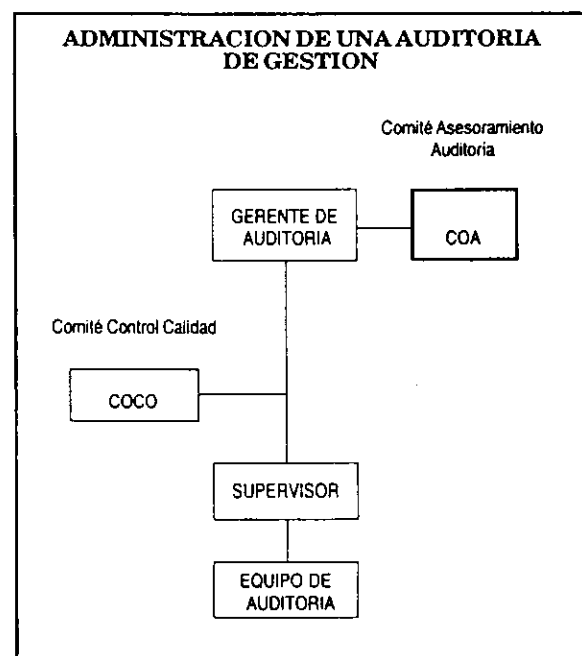 ADMINISTRACION DE UNA AUDITORIA
DE GESTION
Comité Asesoramiento
Auditoría
GERENTE DE
AUDITORIA
COA
Comité Control Calidad
COCO
SUPERVISOR
EQUIPO DE
AUDITORIA